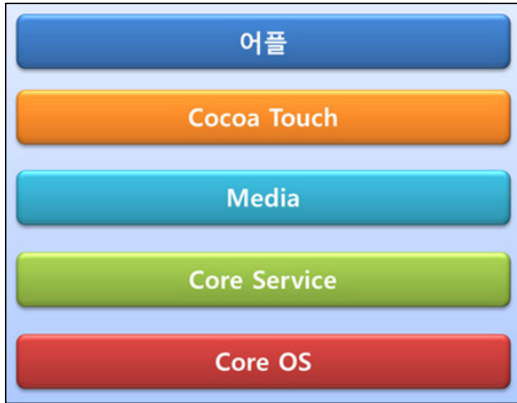 어플
Cocoa Touch
Media
Core Service
Core OS